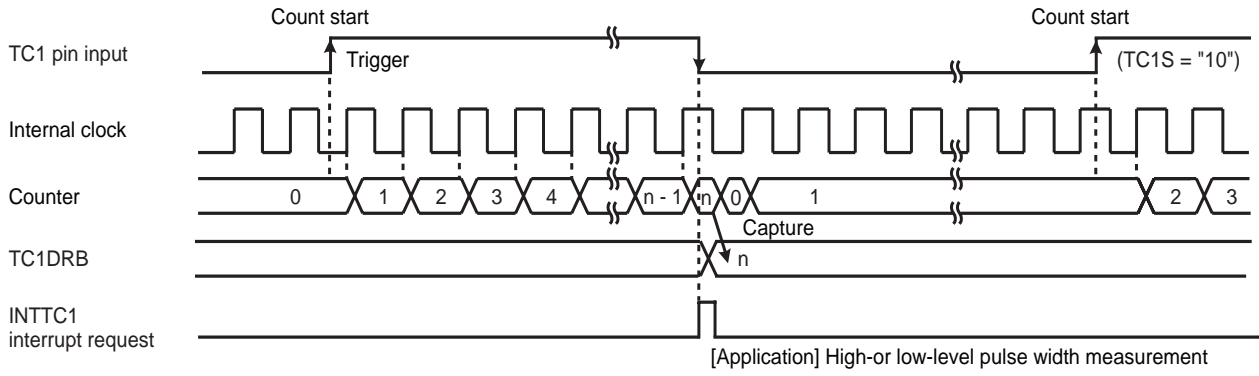 Count start
Count start
TC1 pin input
Trigger
(TC1S = "10")
Internal clock
Counter
0 1 2 3 4 n - 1 n 0 1 2 3
Capture
TC1DRB
n
INTTC1
interrupt request
[Application] High-or low-level pulse width measurement